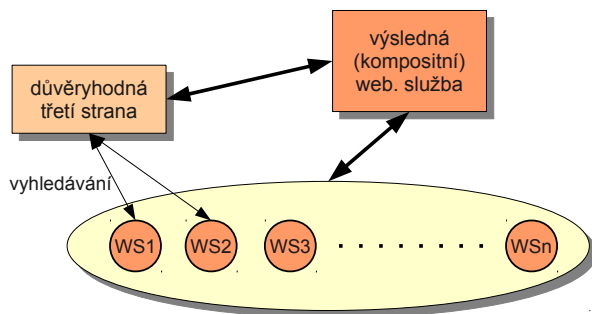 výsledná
(kompositní)
web. služba
důvěryhodná
třetí strana
vyhledávání
WS1 WS2 WS3 . . . . . . . . WSn